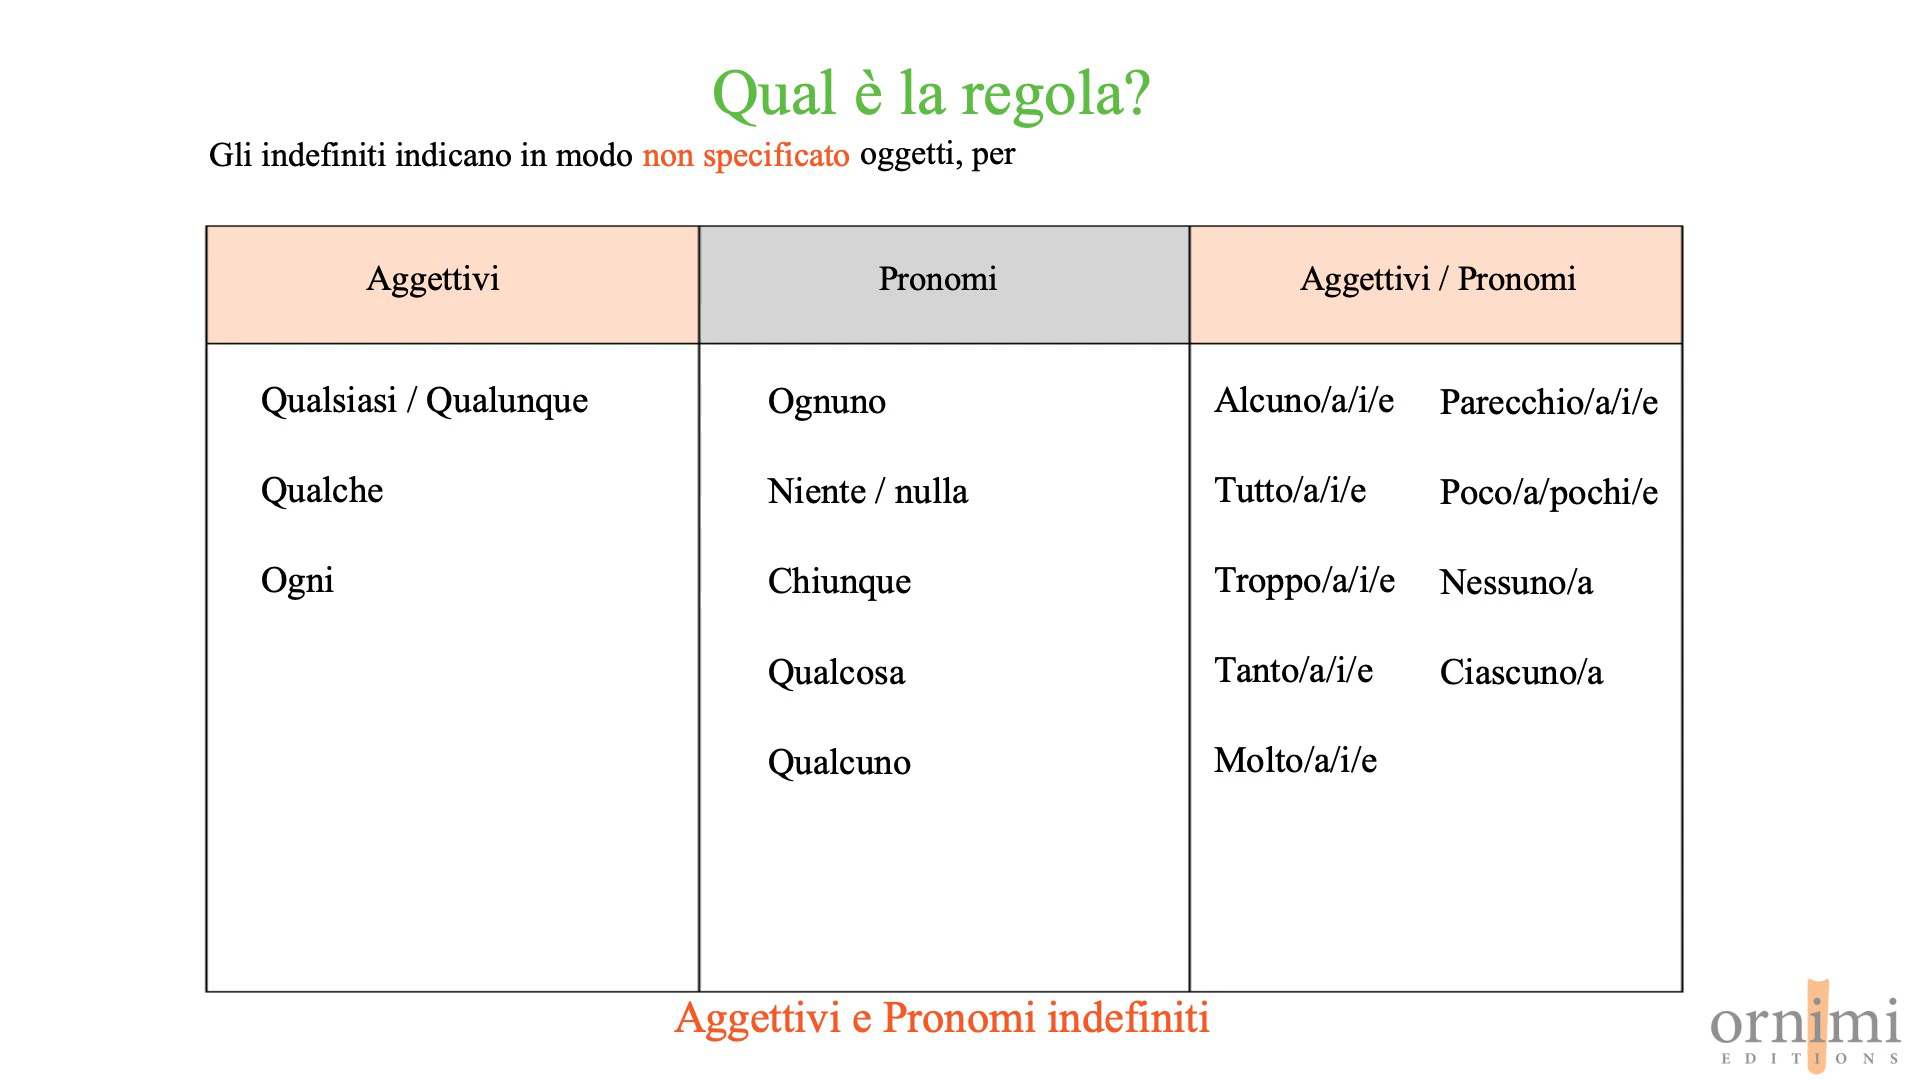 Qual è la regola?
Gli indefiniti indicano in modo non specificato oggetti, per
Aggettivi
Pronomi
Aggettivi / Pronomi
Qualsiasi / Qualunque
Qualche
Ogni
Ognuno
Niente / nulla
Chiunque
Qualcosa
Qualcuno
Alcuno/a/i/e
Tutto/a/i/e
Troppo/a/i/e
Tanto/a/i/e
Molto/a/i/e
Parecchio/a/i/e
Poco/a/pochi/e
Nessuno/a
Ciascuno/a
Aggettivi e Pronomi indefiniti
ornimi
EDITIONS